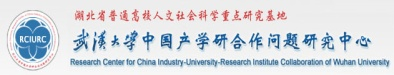 湖北省普通高校人文社会科学重点研究基地
RCIURC
武汉大学中国产学研合作问题研究中心
Research Center for China Industry-University-Research Institute Collaboration of Wuhan University